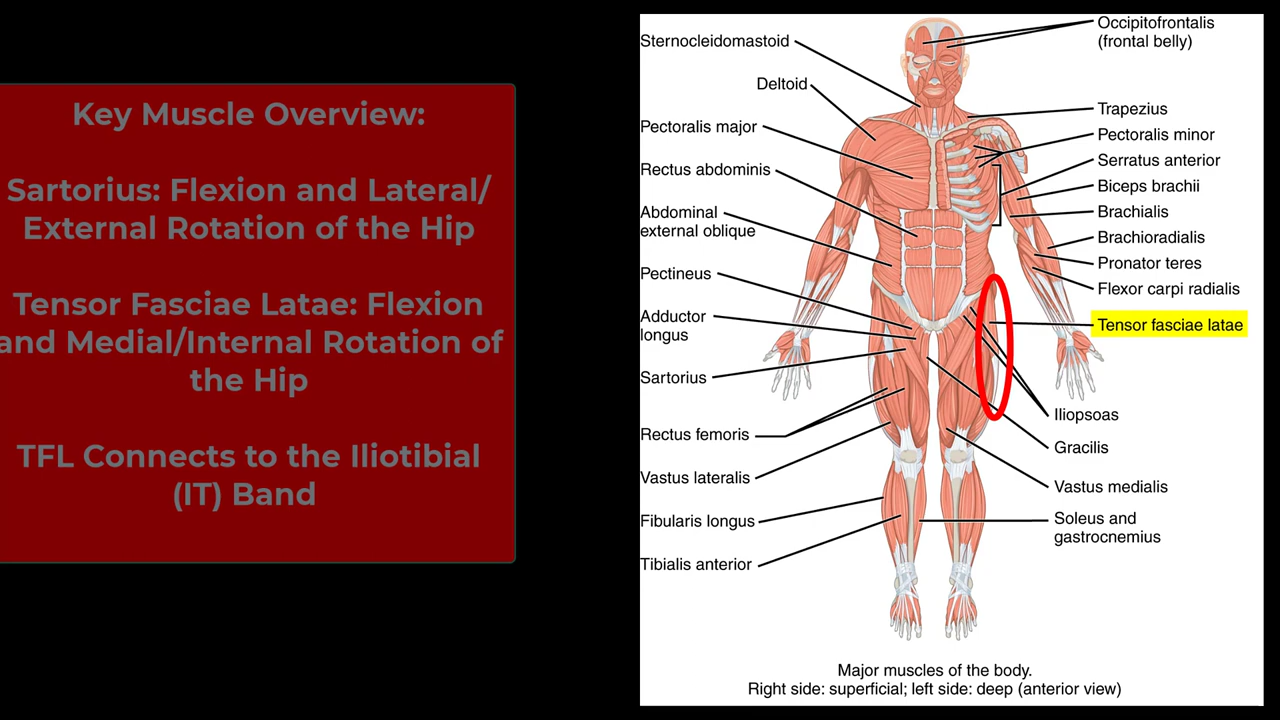 Key Muscle Overview:
Sartorius: Flexion and Lateral/
External Rotation of the Hip
Tensor Fasciae Latae: Flexion
and Medial/Internal Rotation of
the Hip
TFL Connects to the Iliotibial
(IT) Band
Sternocleidomastoid
Deltoid
Pectoralis major
Rectus abdominis
Abdominal
external oblique
Pectineus
Adductor
longus
Sartorius
Rectus femoris
Vastus lateralis
Fibularis longus
Tibialis anterior
Occipitofrontalis
(frontal belly)
Trapezius
Pectoralis minor
Serratus anterior
Biceps brachii
Brachialis
Brachioradialis
Pronator teres
Flexor carpi radialis
Tensor fasciae latae
Iliopsoas
Gracilis
Vastus medialis
Soleus and
gastrocnemius
Major muscles of the body.
Right side: superficial; left side: deep (anterior view)